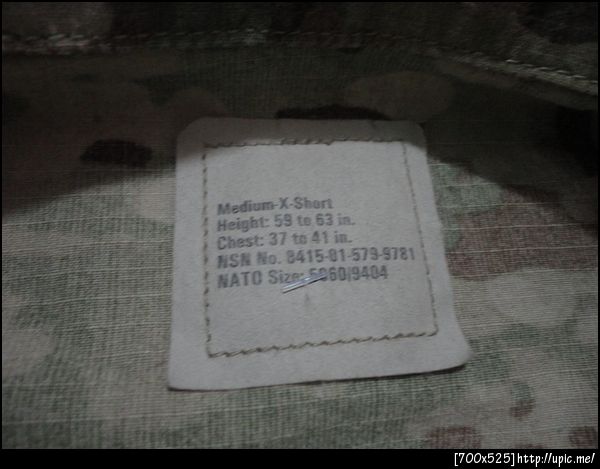 Medium-X-Short
Height: 59 to 63 in.
Chest: 37 to 41 in.
NSN No. 8415-01-579-9781
NATO Size: 5060/9404
[700x525]http://upic.me/